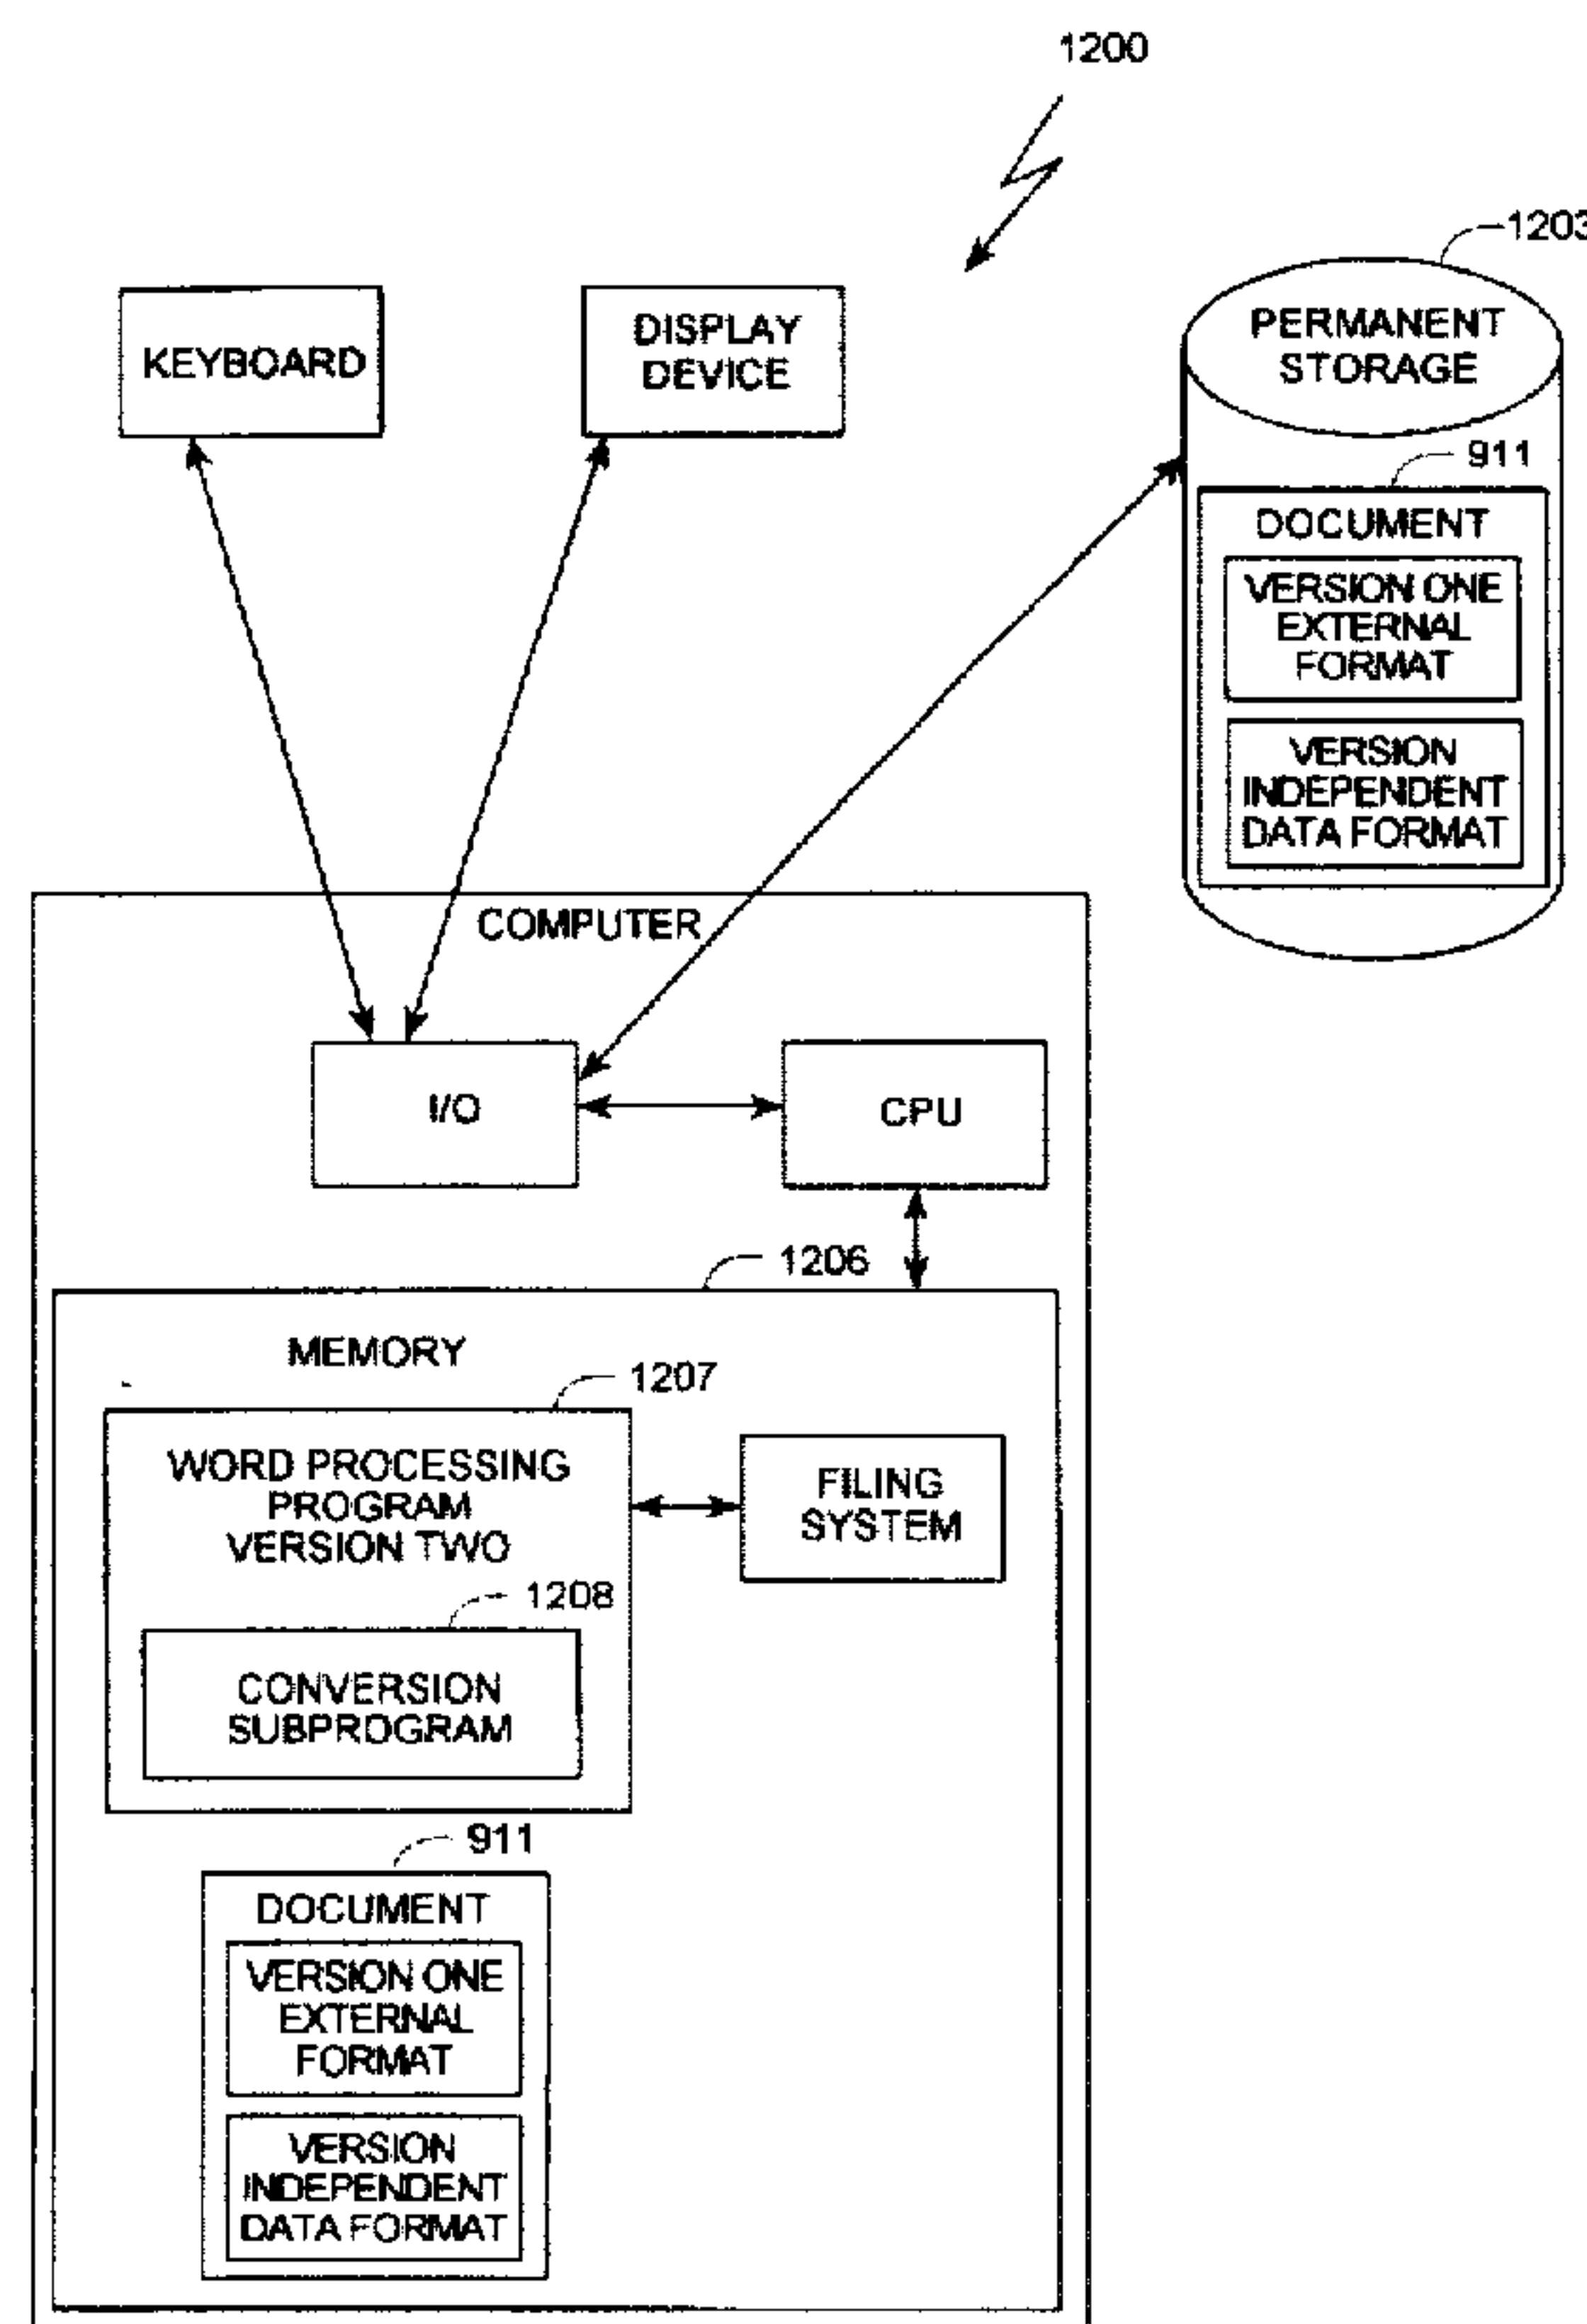 1200
1203
KEYBOARD
DISPLAY
DEVICE
PERMANENT
STORAGE
911
DOCUMENT
VERSION ONE
EXTERNAL
FORMAT
VERSION
INDEPENDENT
DATA FORMAT
COMPUTER
I/O
CPU
1206
MEMORY
1207
WORD PROCESSING
PROGRAM
VERSION TWO
FILING
SYSTEM
1208
CONVERSION
SUBPROGRAM
911
DOCUMENT
VERSION ONE
EXTERNAL
FORMAT
VERSION
INDEPENDENT
DATA FORMAT